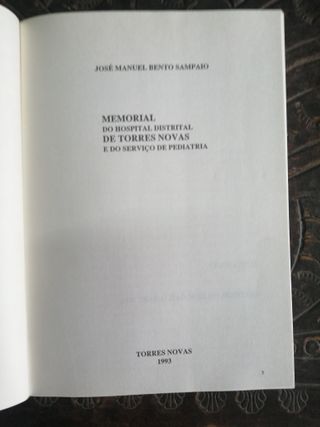 JOSÉ MANUEL BENTO SAMPAIO
MEMORIAL
DO HOSPITAL DISTRITAL
DE TORRES NOVAS
E DO SERVIÇO DE PEDIATRIA
TORRES NOVAS
1993